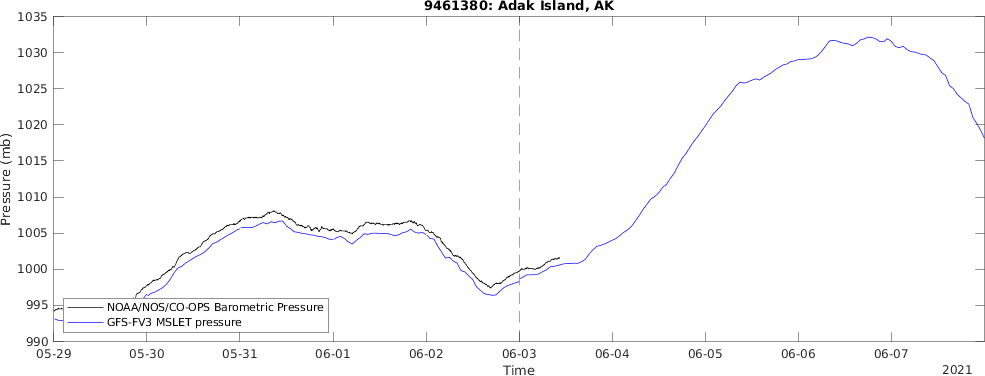 9461380: Adak Island, AK
Pressure (mb)
1035
1030
1025
1020
1015
1010
1005
1000
995
990
NOAA/NOS/CO-OPS Barometric Pressure
GFS-FV3 MSLET pressure
05-29 05-30 05-31 06-01 06-02 06-03 06-04 06-05 06-06 06-07
Time
2021